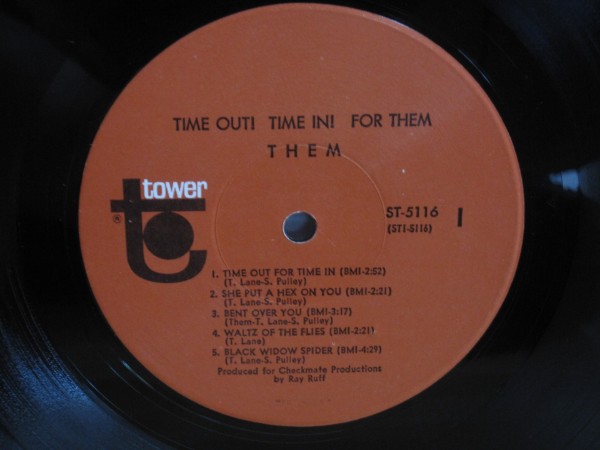 TIME OUT! TIME IN! FOR THEM
THEM
tower
®
ST-5116 1
(ST1-5116)
1. TIME OUT FOR TIME IN (BMI-2:52)
(T. Lane-S. Pulley)
2. SHE PUT A HEX ON YOU (BMI-2:21)
(T. Lane-S. Pulley)
3. BENT OVER YOU (BMI-3:17)
(Them-T. Lane-S. Pulley)
4. WALTZ OF THE FLIES (BMI-2:21)
(T. Lane)
5. BLACK WIDOW SPIDER (BMI-4:29)
(T. Lane-S. Pulley)
Produced for Checkmate Productions
by Ray Ruff